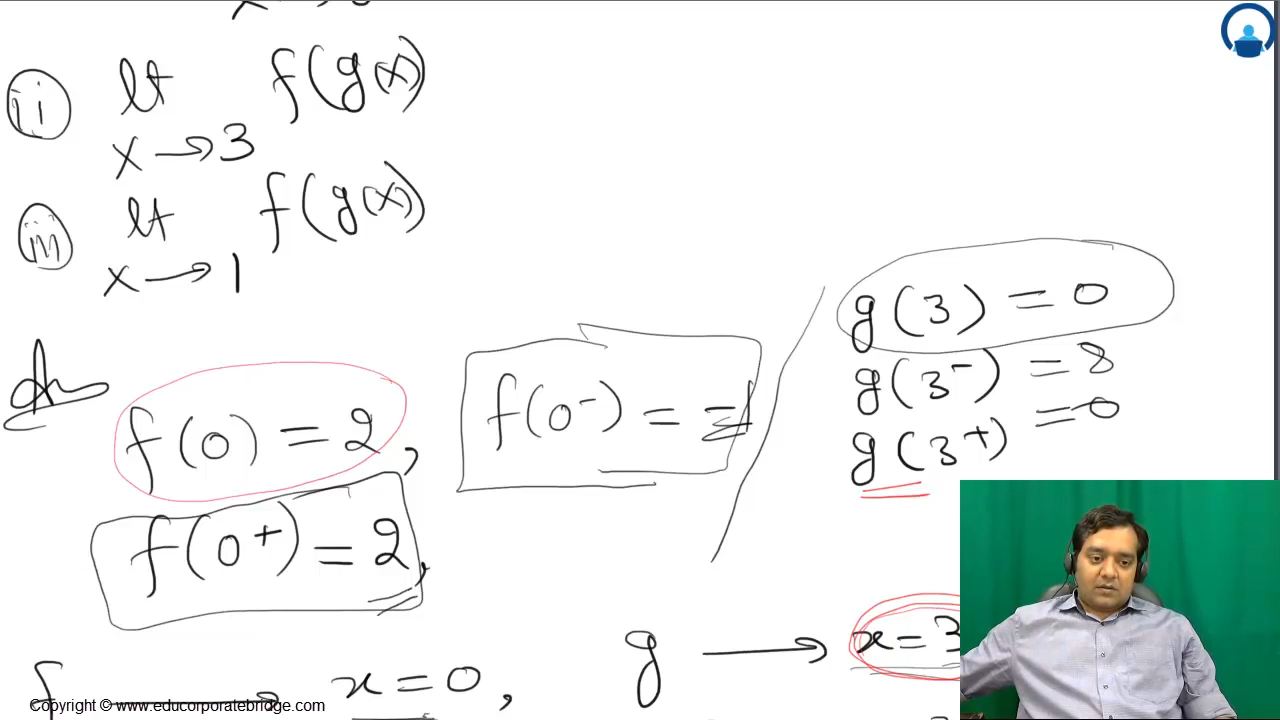 (ii) lt f(g(x))
x → 3
(iii) lt f(g(x))
x → 1
g(3) = 0
g(3⁻) = 8
g(3⁺) = 0
f(0) = 2, f(0⁻) = -1
f(0⁺) = 2,
g → x = 3
f → x = 0,
Copyright © www.educorporatebridge.com